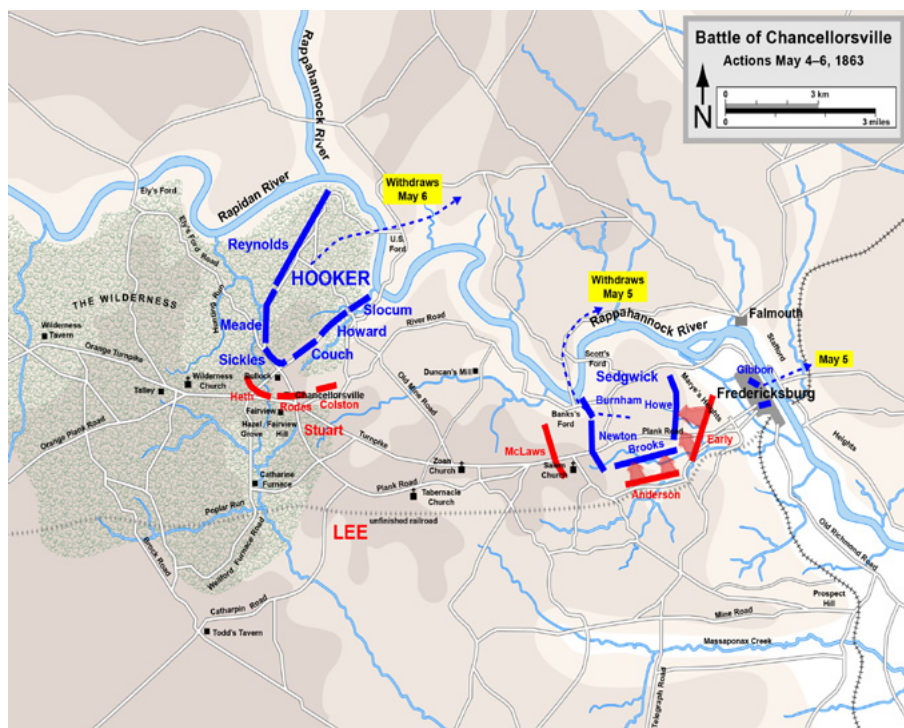 Battle of Chancellorsville
Actions May 4–6, 1863
0
3 km
N
0
3 miles
Rappahannock River
Ely's Ford
Rapidan River
Withdraws
May 6
Ely's Ford Road
Reynolds
U.S.
Ford
HOOKER
Withdraws
May 5
THE WILDERNESS
Run
Slocum
Rappahannock River
Falmouth
Meade
Howard
River Road
Stafford
Wilderness
Tavern
Couch
Scott's
Ford
Orange Turnpike
Sickles
Gibbon
May 5
Bullock
Duncan's Mill
Sedgwick
Wilderness
Church
Talley
Burnham
Marye's Heights
Fredericksburg
Heth
Chancellorsville
Old Mine Road
Howe
Rodes
Colston
Banks's
Ford
Fairview
Stuart
Plank Road
Orange Plank Road
Hazel
Grove
Fairview
Hill
Turnpike
Newton
Brooks
Early
Heights
McLaws
Zoan
Church
Salem
Church
Catharine
Furnace
Plank Road
Tabernacle
Church
Anderson
Poplar Run
unfinished railroad
LEE
Old Richmond Road
Brock Road
Wellford, Furnace Road
Prospect
Hill
Catharpin Road
Mine Road
Todd's Tavern
Massaponax Creek
Telegraph Road